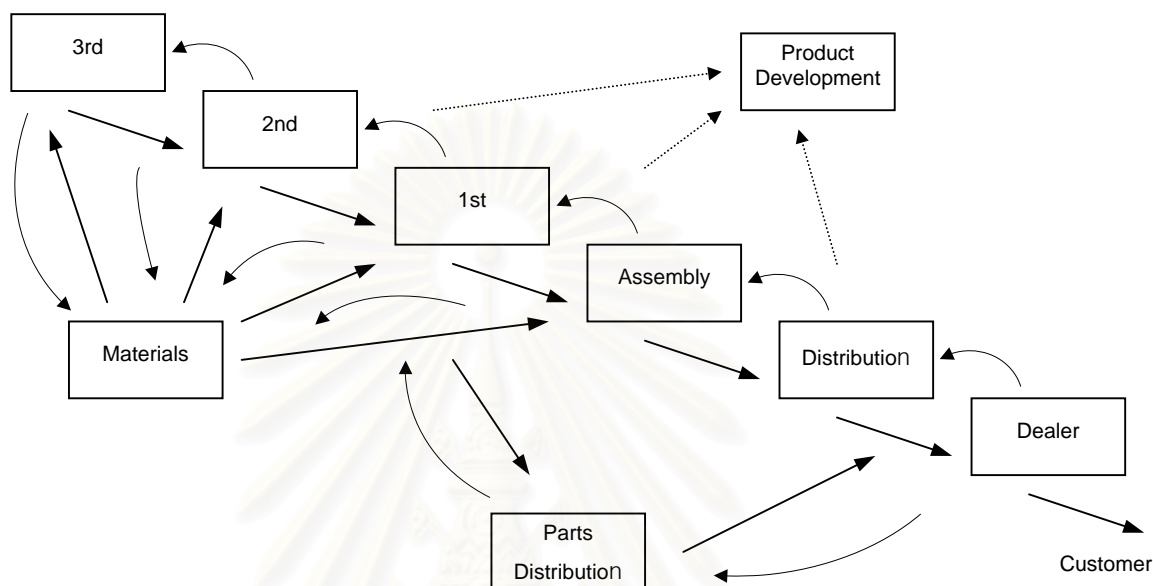 3rd
Product
Development
2nd
1st
Assembly
Materials
Distribution
Dealer
Parts
Distribution
Customer